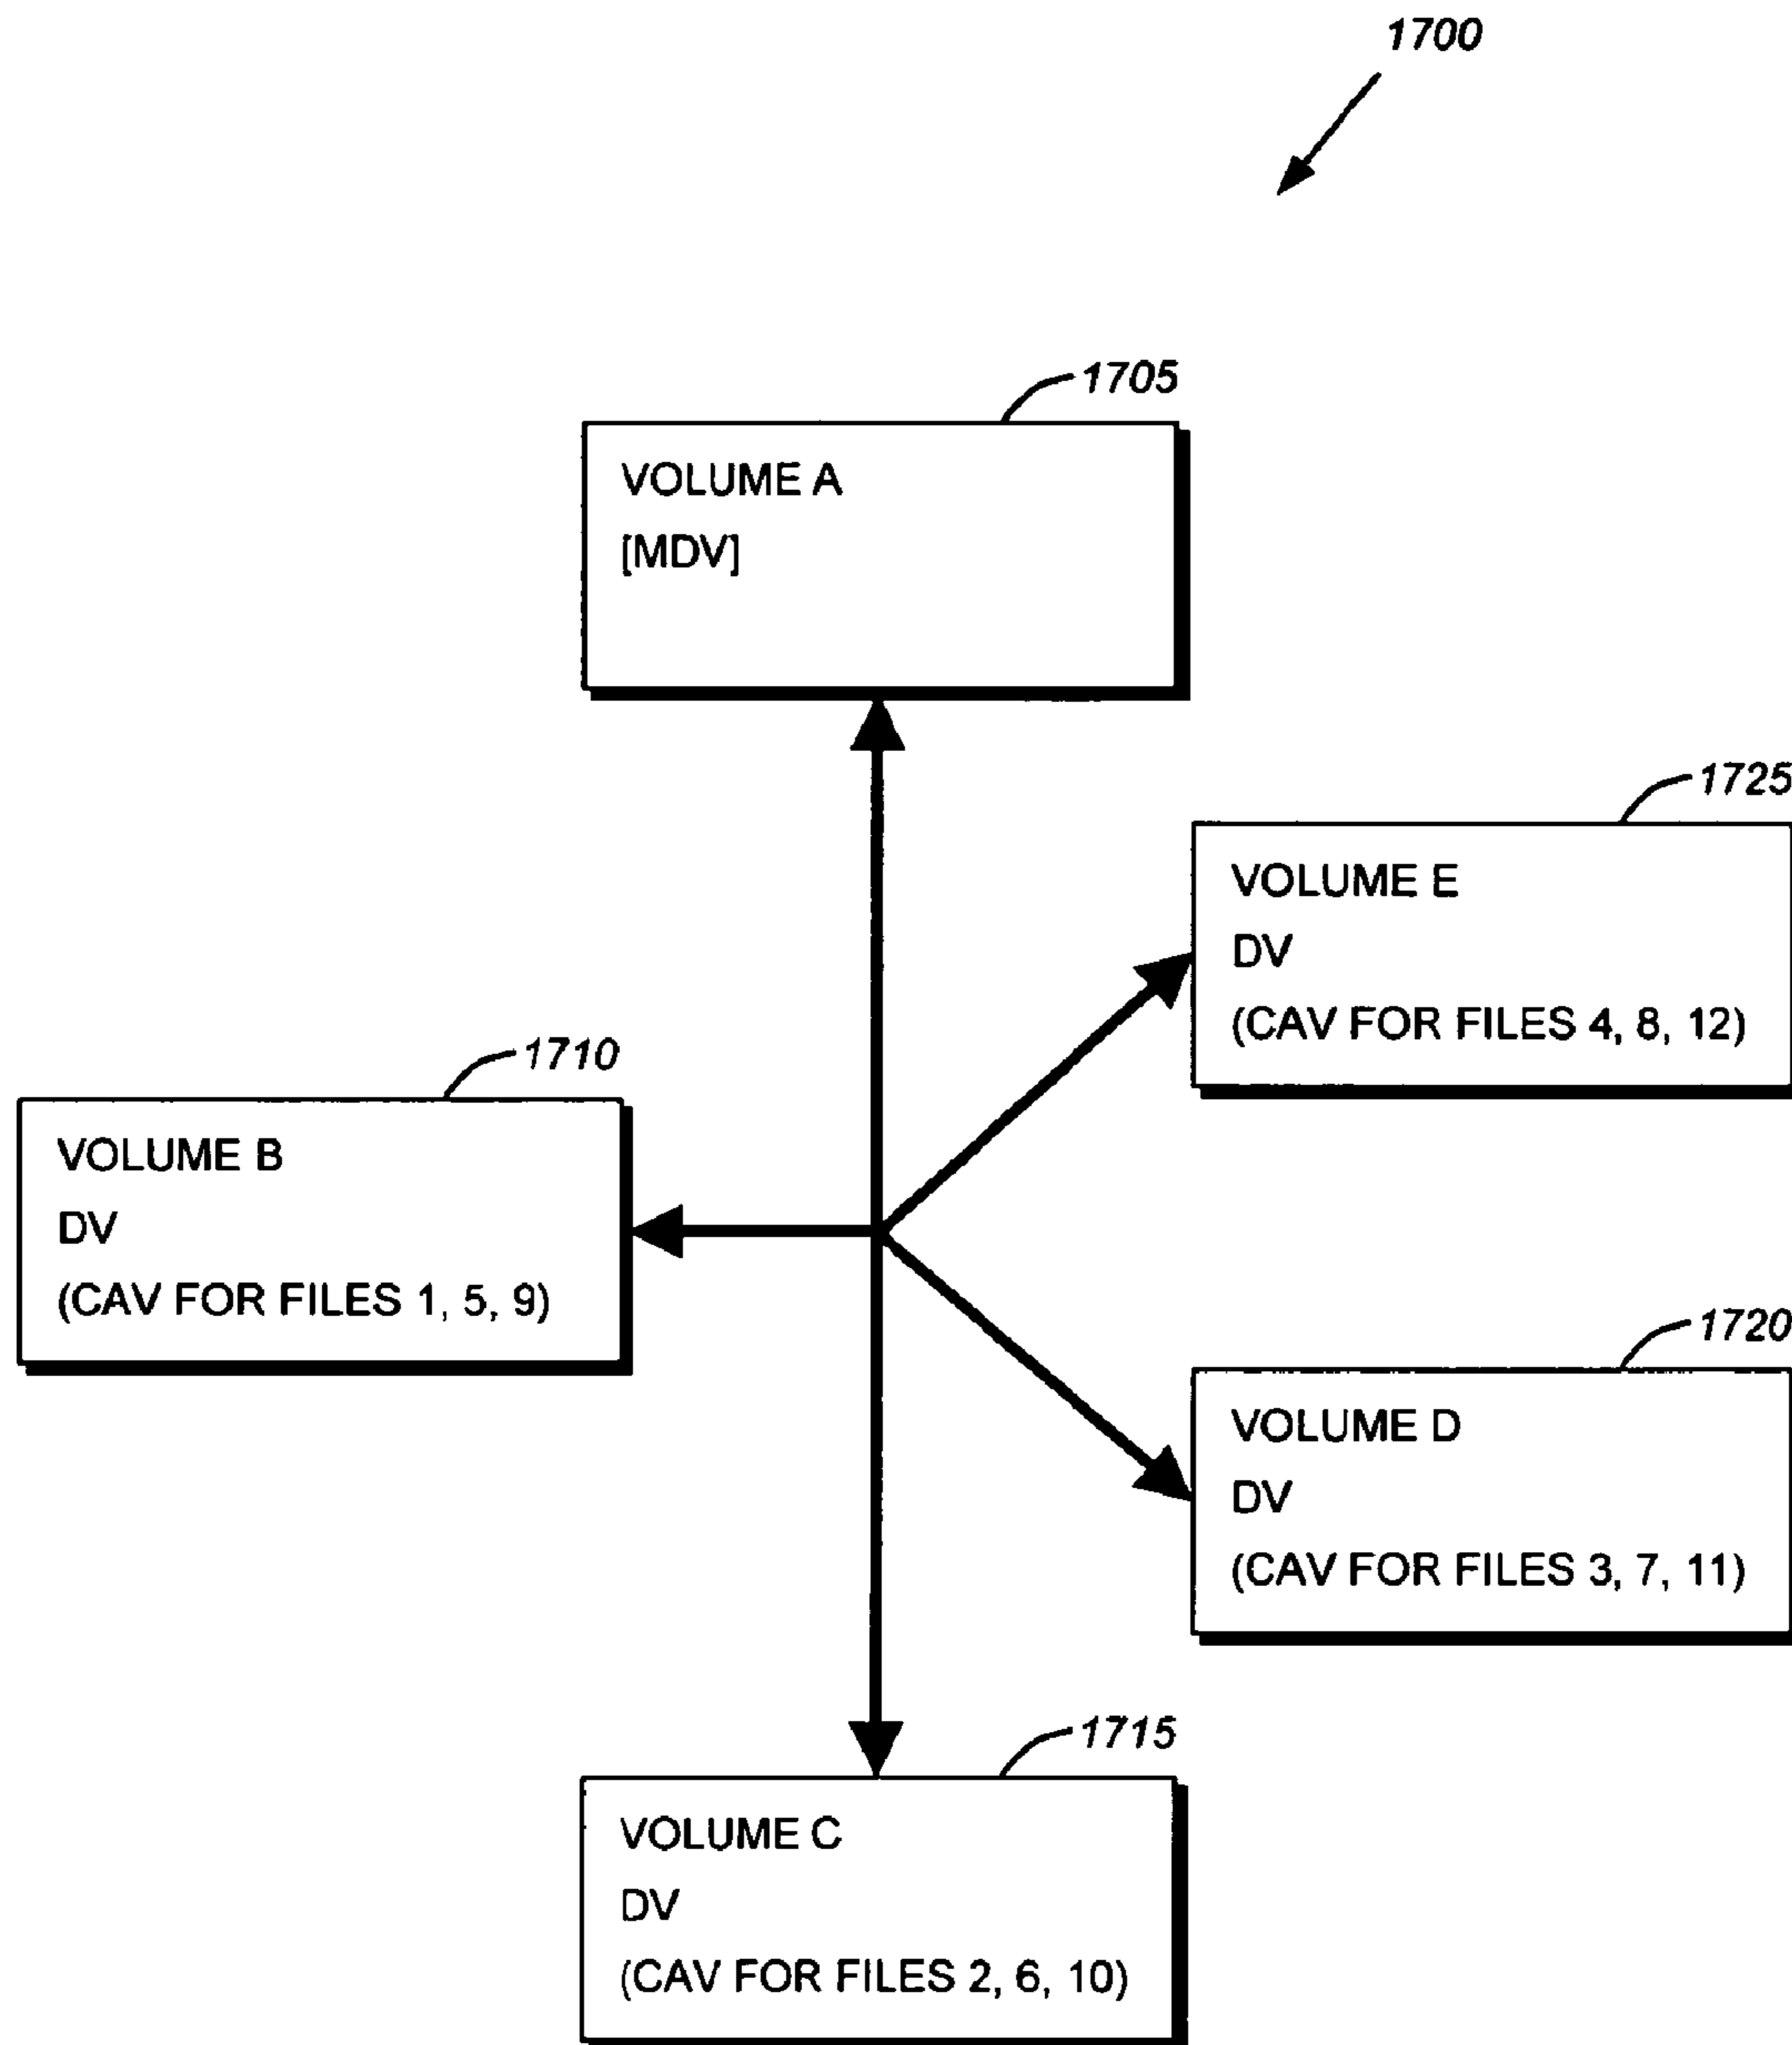 1700
1705
VOLUME A
[MDV]
1725
VOLUME E
DV
(CAV FOR FILES 4, 8, 12)
1710
VOLUME B
DV
(CAV FOR FILES 1, 5, 9)
1720
VOLUME D
DV
(CAV FOR FILES 3, 7, 11)
1715
VOLUME C
DV
(CAV FOR FILES 2, 6, 10)